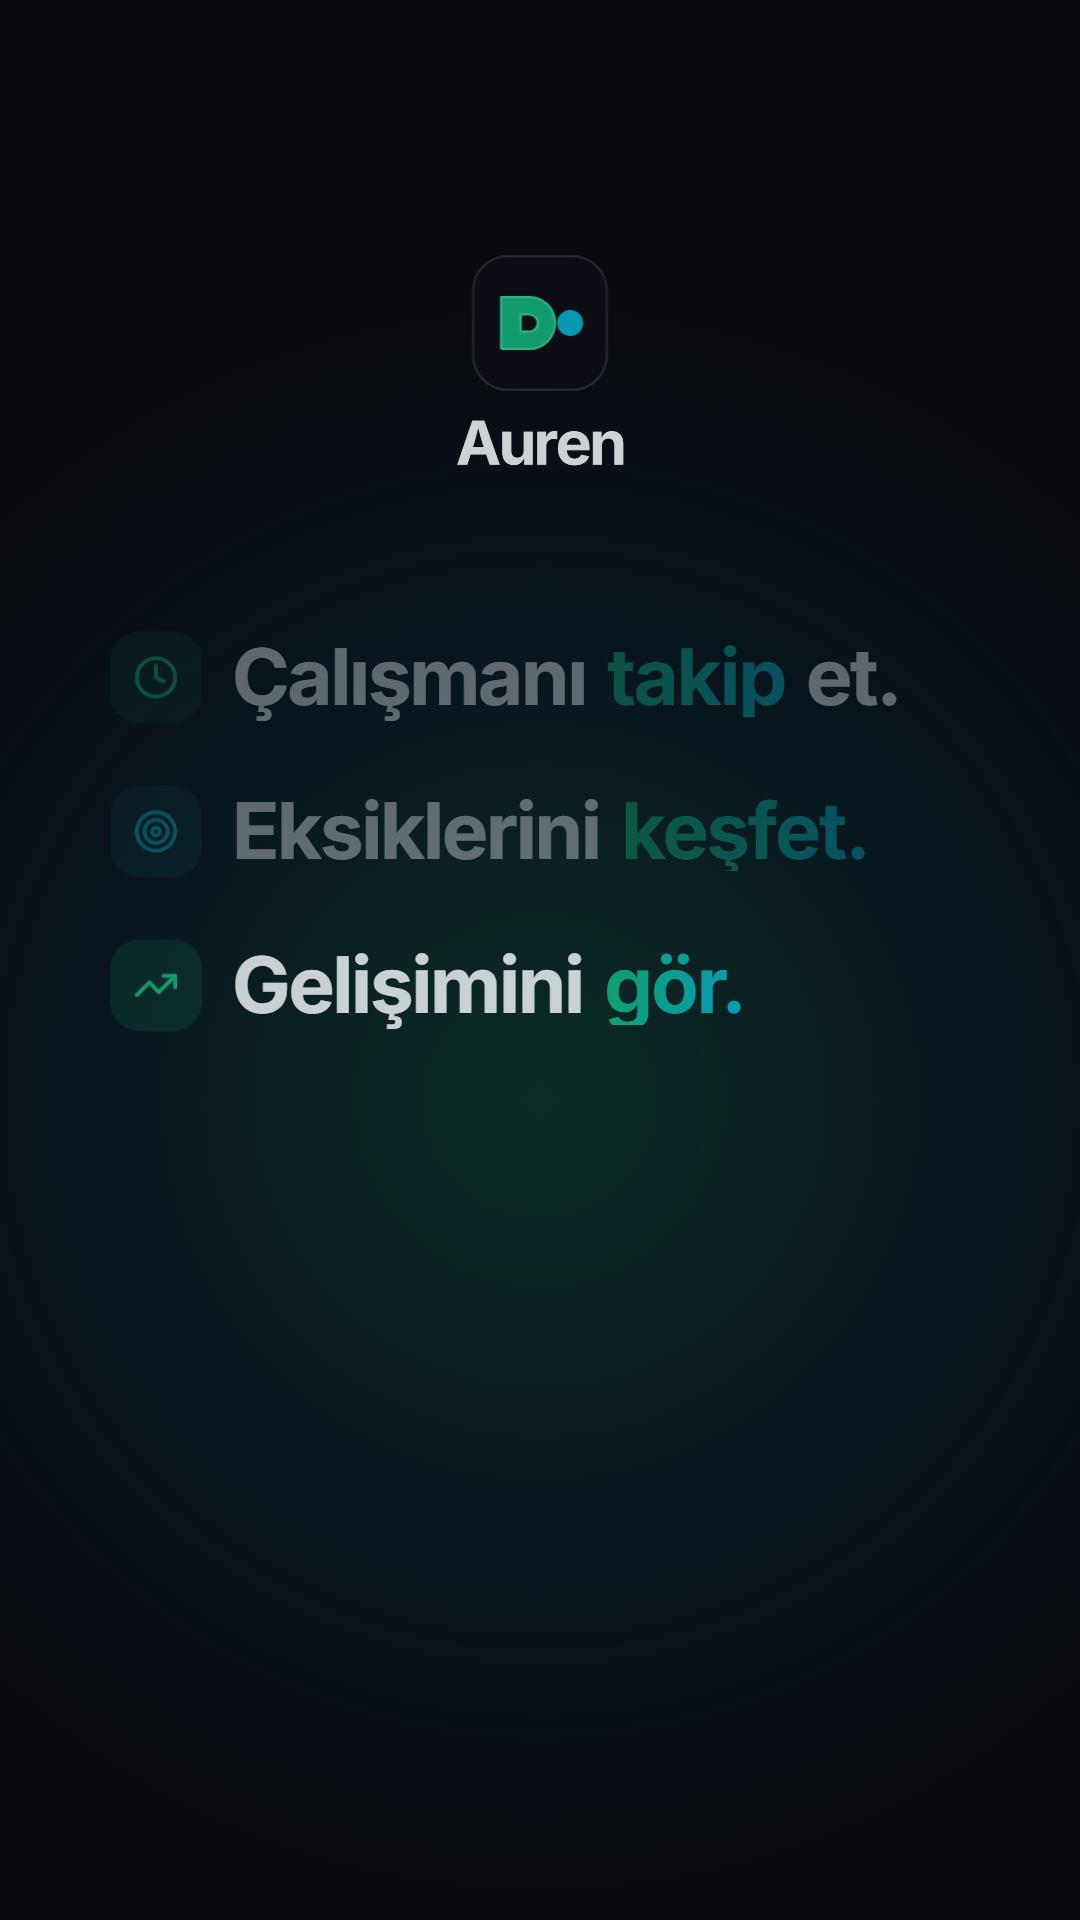 D
Auren
Çalışmanı takip et.
Eksiklerini keşfet.
Gelişimini gör.